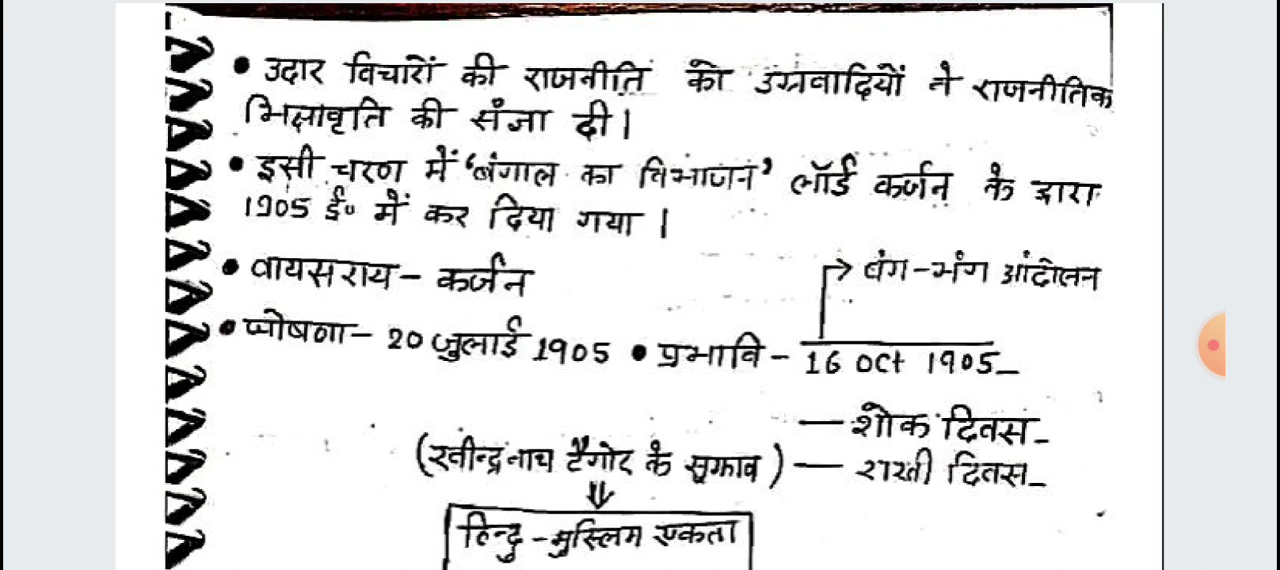 • उदार विचारों की राजनीति को उग्रवादियों ने राजनीतिक
भिक्षावृति की संज्ञा दी।
• इसी चरण में 'बंगाल का विभाजन' लॉर्ड कर्जन के द्वारा
1905 ई॰ में कर दिया गया।
• वायसराय - कर्जन
→ बंग-भंग आंदोलन
• घोषणा - 20 जुलाई 1905 • प्रभावि - 16 Oct 1905
— शोक दिवस
(रवीन्द्रनाथ टैगोर के सुझाव) — राखी दिवस
⇓
हिन्दु-मुस्लिम एकता